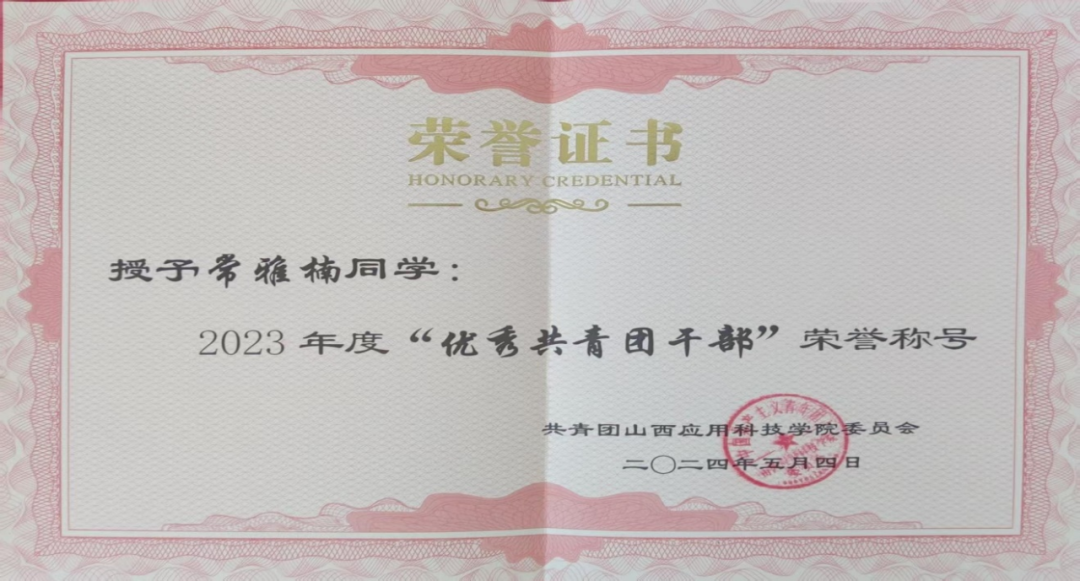 荣誉证书
HONORARY CREDENTIAL
授予常雅楠同学：
2023年度“优秀共青团干部”荣誉称号
共青团山西应用科技学院委员会
二〇二四年五月四日